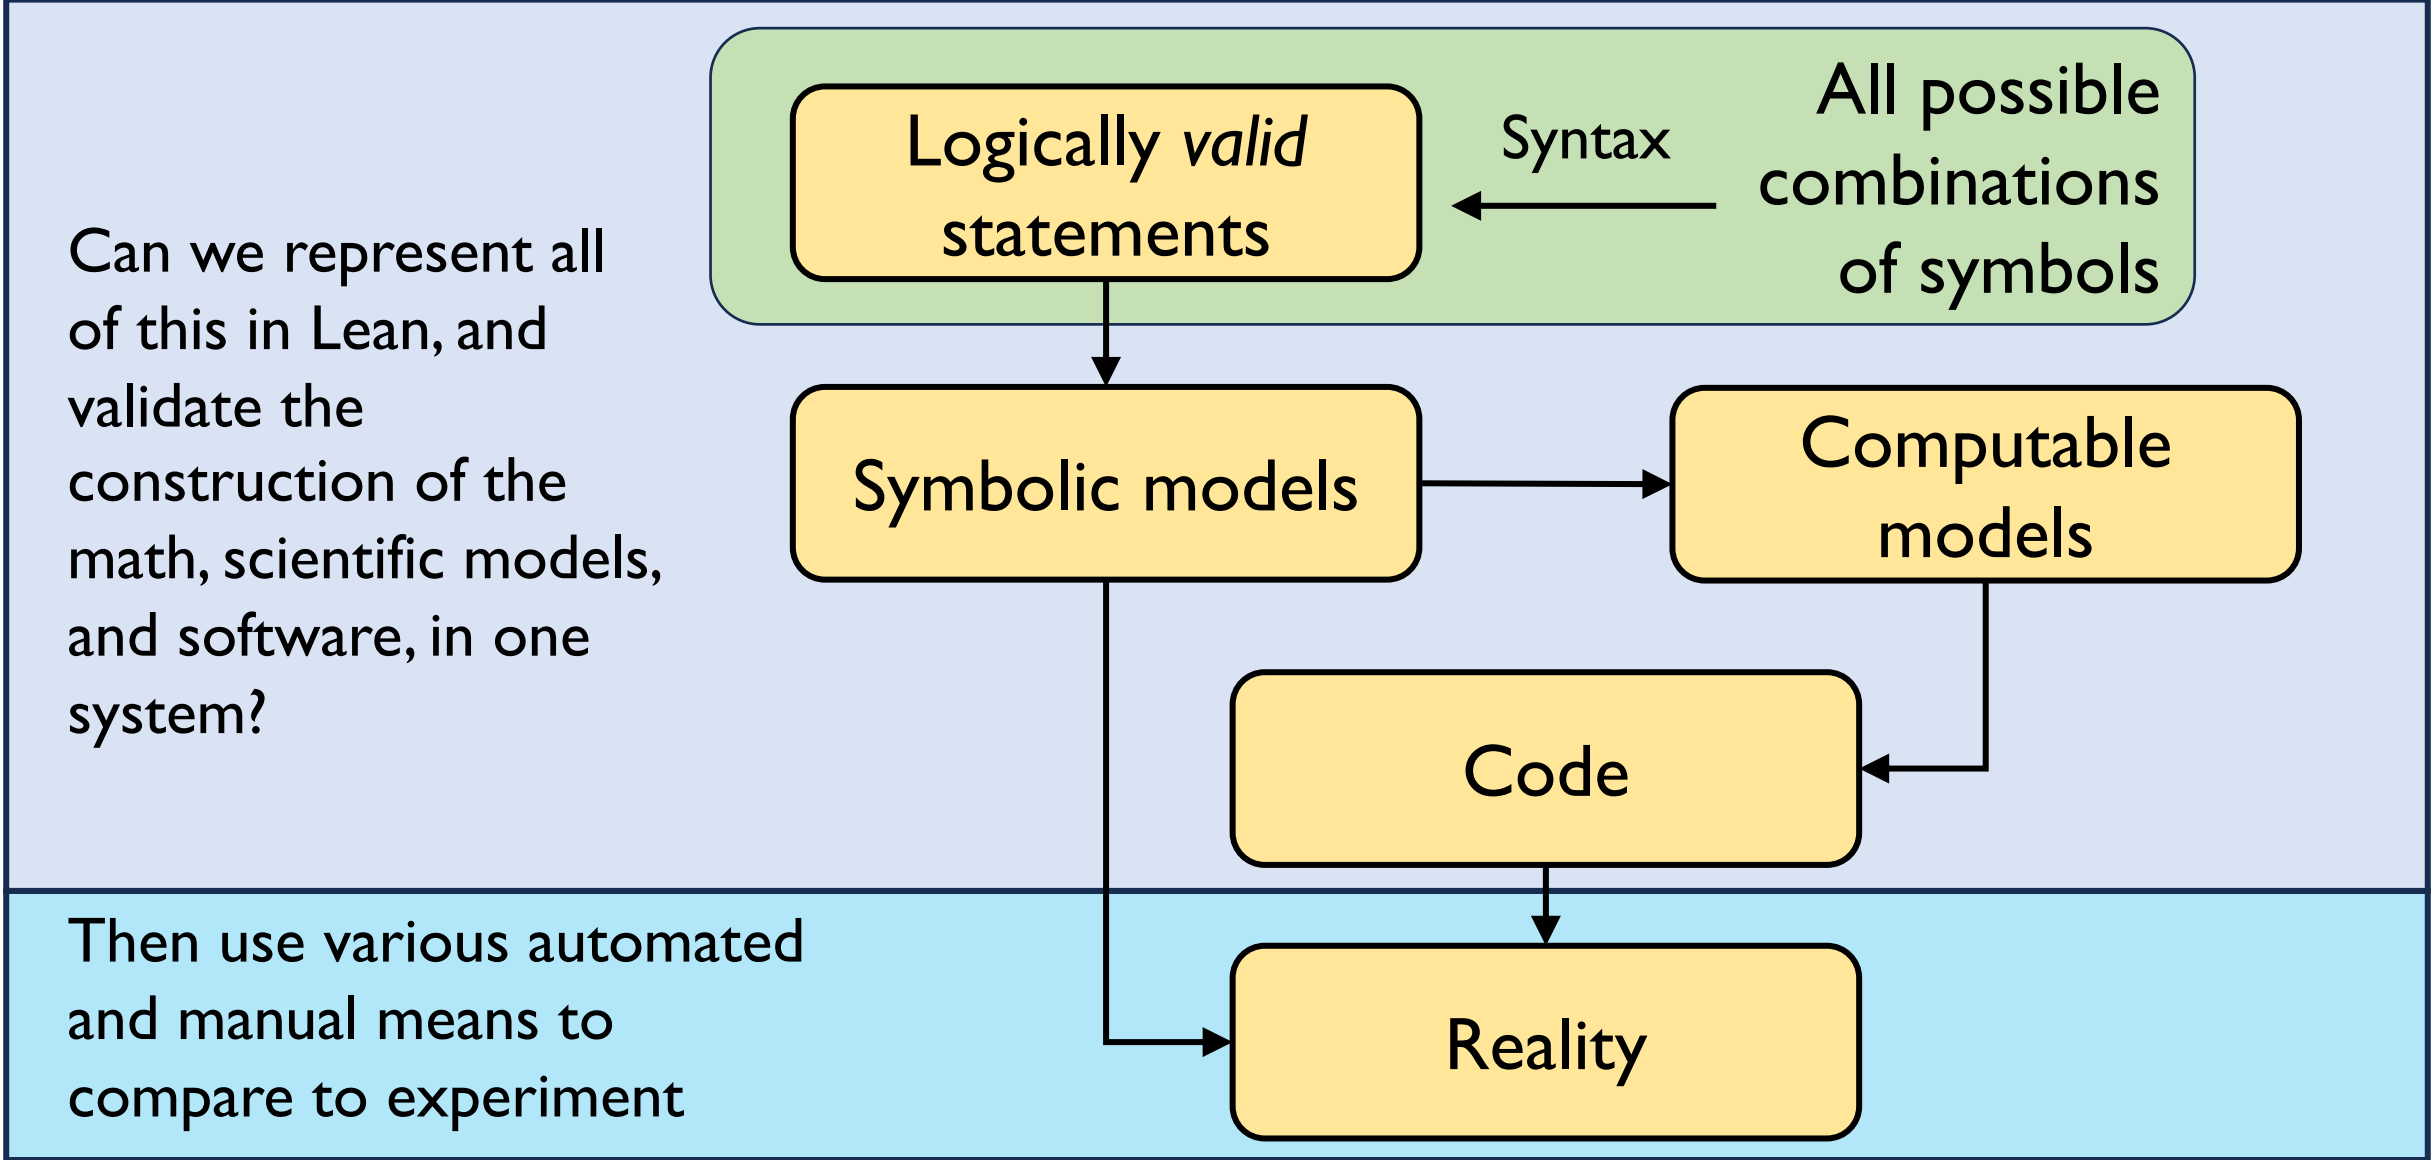 Logically valid
statements
Syntax
All possible
combinations
of symbols
Can we represent all
of this in Lean, and
validate the
construction of the
math, scientific models,
and software, in one
system?
Symbolic models
Computable
models
Code
Then use various automated
and manual means to
compare to experiment
Reality